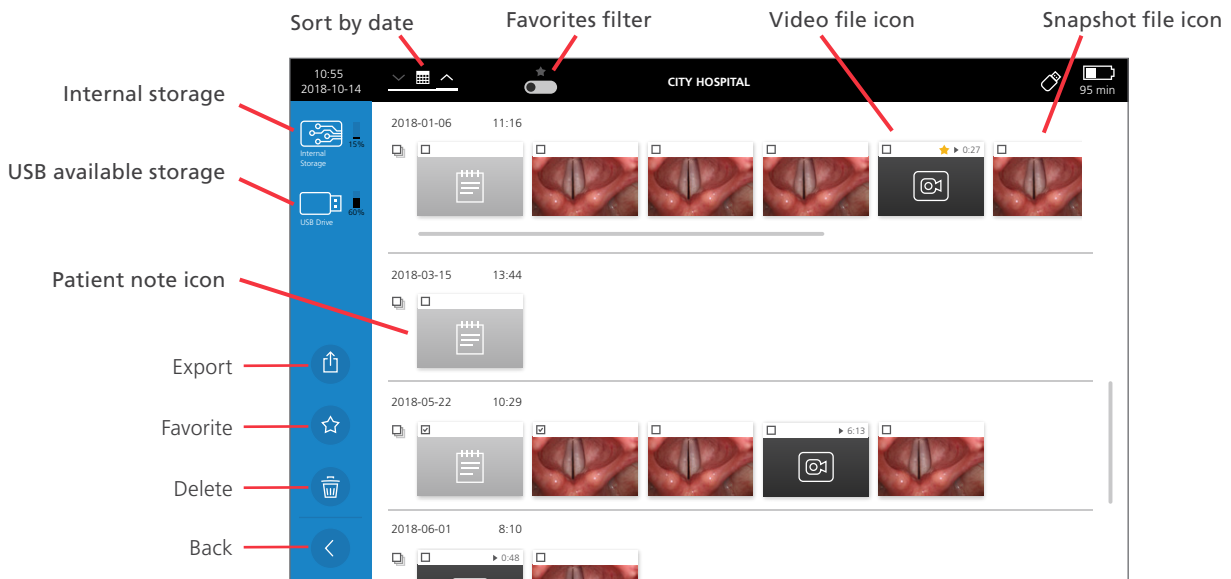 Sort by date
Favorites filter
Video file icon
Snapshot file icon
10:55
2018-10-14
CITY HOSPITAL
95 min
Internal storage
Internal
Storage
15%
USB available storage
USB Drive
60%
2018-01-06 11:16
0:27
Patient note icon
2018-03-15 13:44
Export
Favorite
2018-05-22 10:29
6:13
Delete
Back
2018-06-01 8:10
0:48